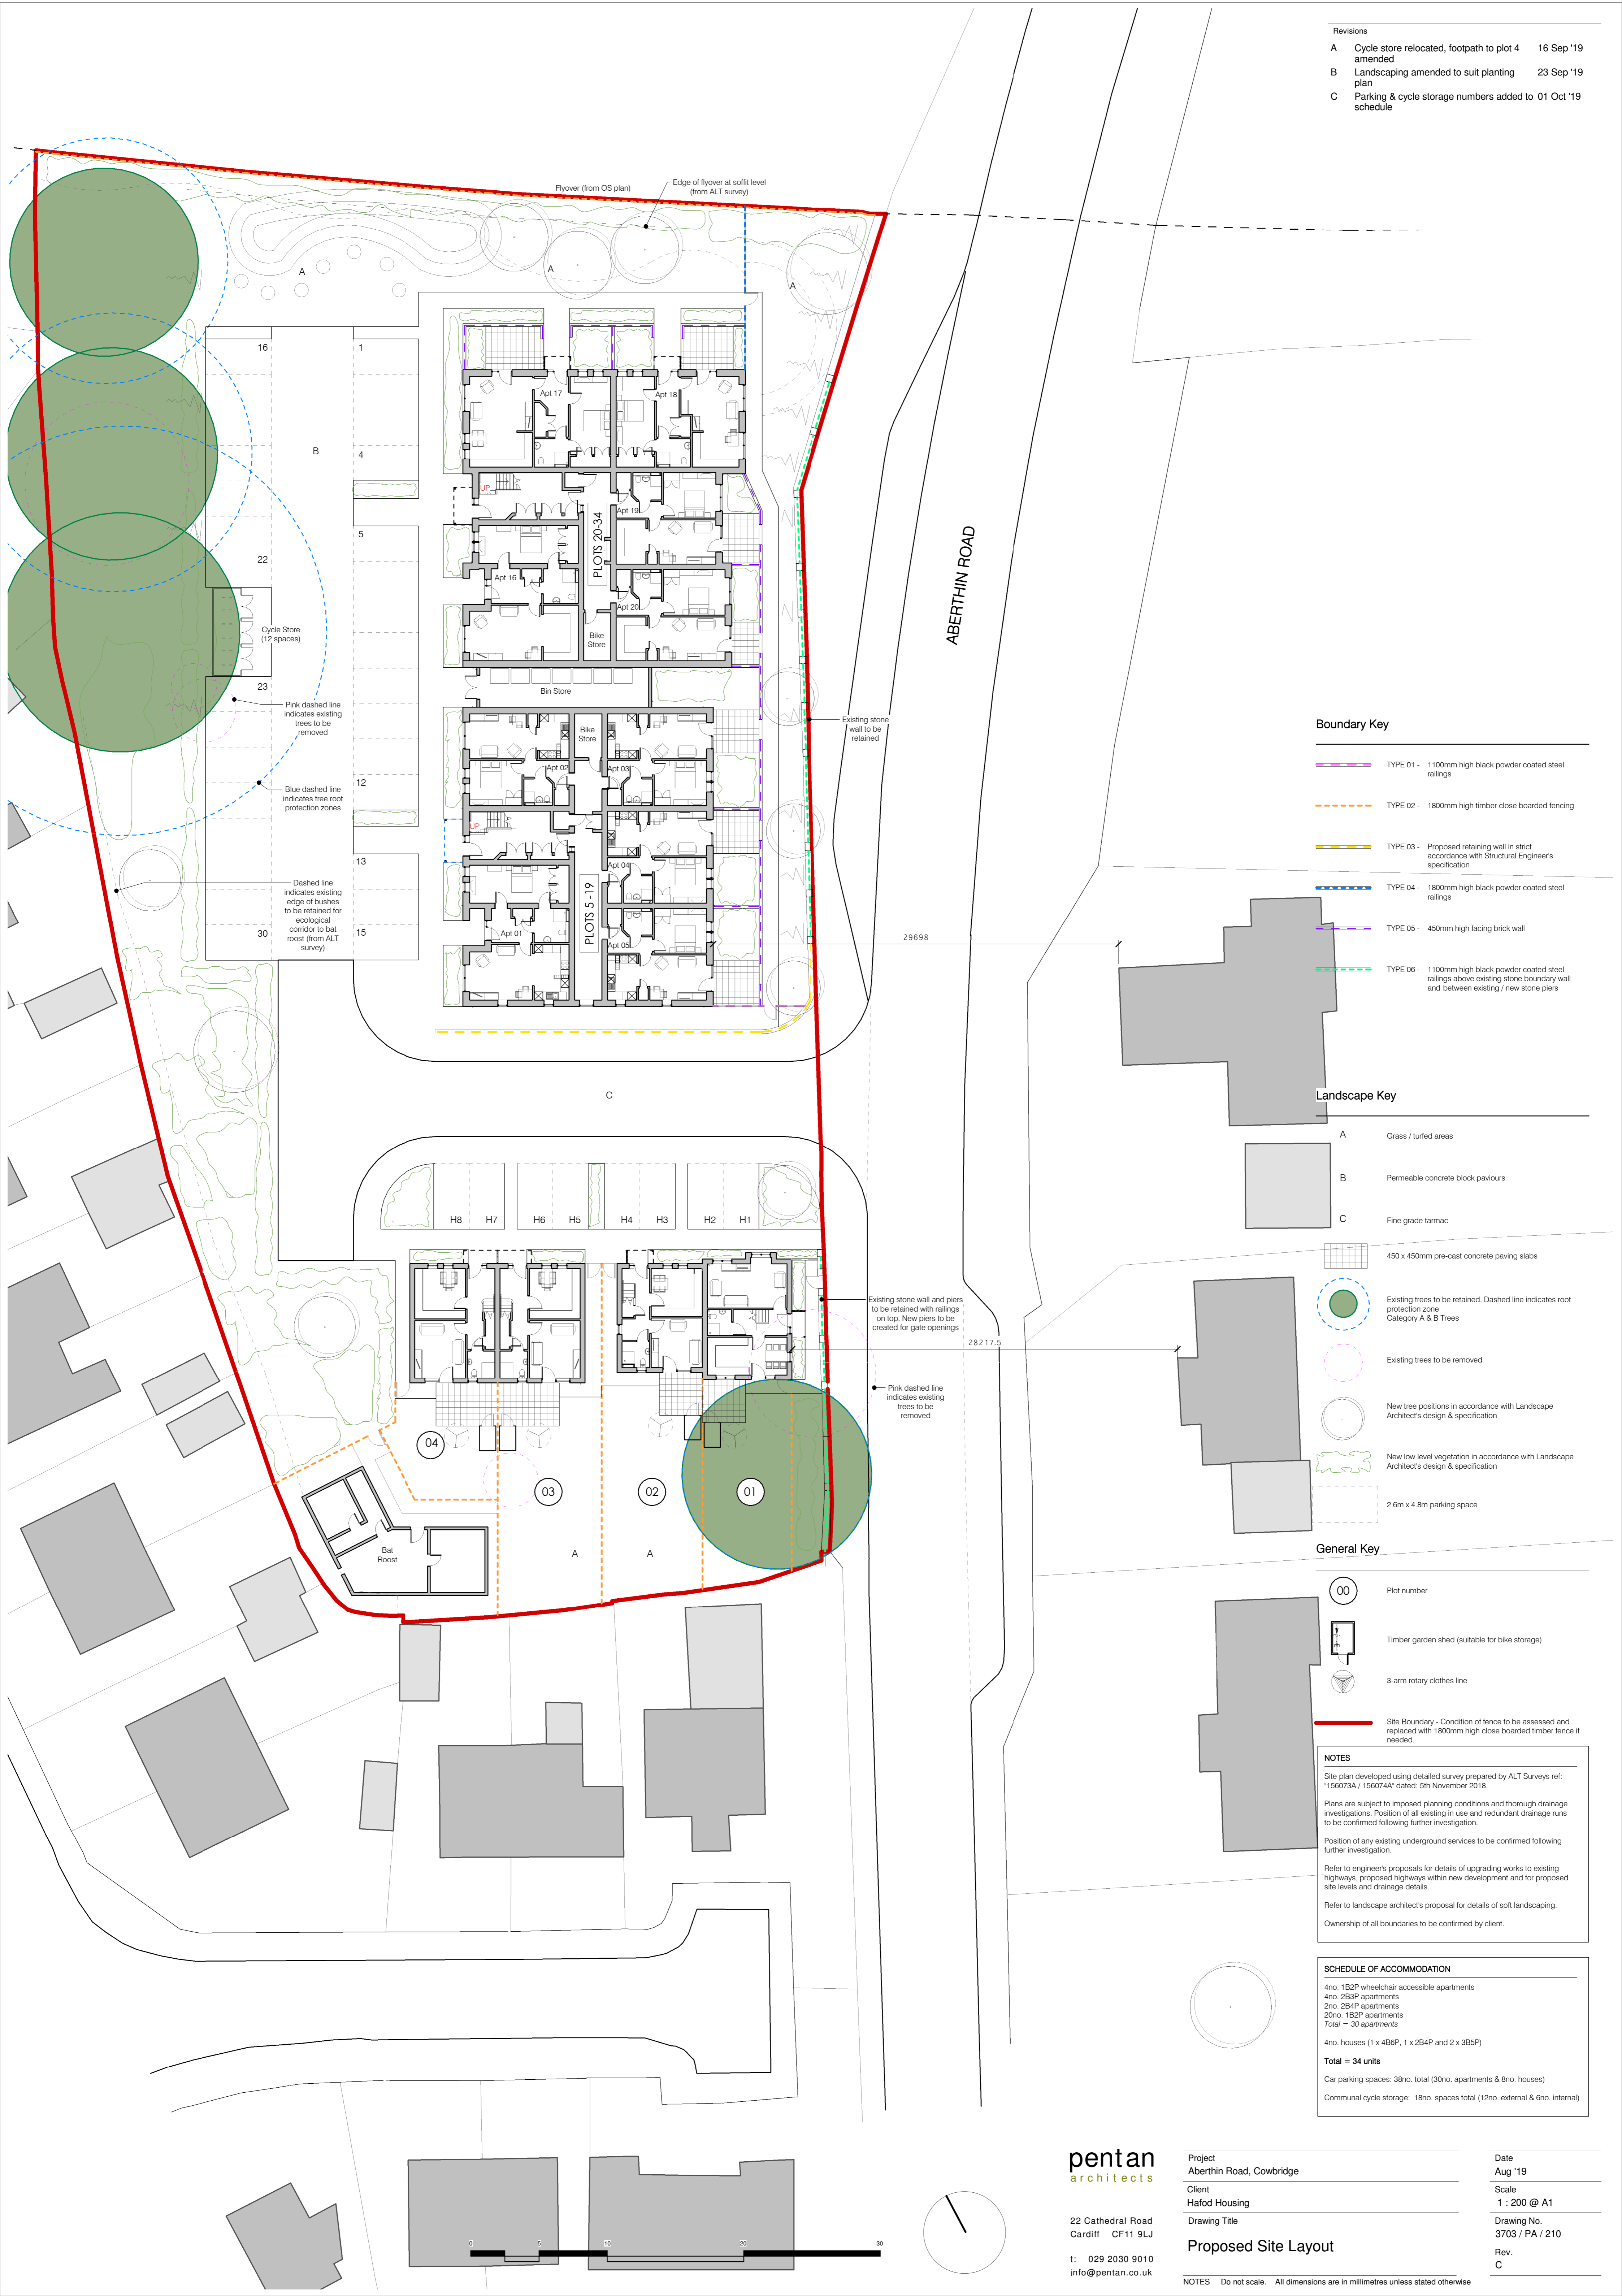 Revisions
A Cycle store relocated, footpath to plot 4 16 Sep '19
amended
B Landscaping amended to suit planting 23 Sep '19
plan
C Parking & cycle storage numbers added to 01 Oct '19
schedule
Flyover (from OS plan)
Edge of flyover at soffit level
(from ALT survey)
A
A
A
16
1
B
4
5
22
Cycle Store
(12 spaces)
23
Pink dashed line
indicates existing
trees to be
removed
Blue dashed line
indicates tree root
protection zones
12
13
Dashed line
indicates existing
edge of bushes
to be retained for
ecological
corridor to bat
roost (from ALT
survey)
30
15
Apt 17
Apt 18
UP
Apt 19
PLOTS 20-34
Apt 16
Apt 20
Bike
Store
Bin Store
Bike
Store
Apt 02
Apt 03
UP
Apt 04
PLOTS 5 -19
Apt 01
Apt 05
ABERTHIN ROAD
Existing stone
wall to be
retained
29698
C
H8
H7
H6
H5
H4
H3
H2
H1
Existing stone wall and piers
to be retained with railings
on top. New piers to be
created for gate openings
28217.5
Pink dashed line
indicates existing
trees to be
removed
04
03
02
01
Bat
Roost
A
A
Boundary Key
TYPE 01 - 1100mm high black powder coated steel
railings
TYPE 02 - 1800mm high timber close boarded fencing
TYPE 03 - Proposed retaining wall in strict
accordance with Structural Engineer's
specification
TYPE 04 - 1800mm high black powder coated steel
railings
TYPE 05 - 450mm high facing brick wall
TYPE 06 - 1100mm high black powder coated steel
railings above existing stone boundary wall
and between existing / new stone piers
Landscape Key
A Grass / turfed areas
B Permeable concrete block paviours
C Fine grade tarmac
450 x 450mm pre-cast concrete paving slabs
Existing trees to be retained. Dashed line indicates root
protection zone
Category A & B Trees
Existing trees to be removed
New tree positions in accordance with Landscape
Architect's design & specification
New low level vegetation in accordance with Landscape
Architect's design & specification
2.6m x 4.8m parking space
General Key
00 Plot number
Timber garden shed (suitable for bike storage)
3-arm rotary clothes line
Site Boundary - Condition of fence to be assessed and
replaced with 1800mm high close boarded timber fence if
needed.
NOTES
Site plan developed using detailed survey prepared by ALT Surveys ref:
"156073A / 156074A" dated: 5th November 2018.
Plans are subject to imposed planning conditions and thorough drainage
investigations. Position of all existing in use and redundant drainage runs
to be confirmed following further investigation.
Position of any existing underground services to be confirmed following
further investigation.
Refer to engineer's proposals for details of upgrading works to existing
highways, proposed highways within new development and for proposed
site levels and drainage details.
Refer to landscape architect's proposal for details of soft landscaping.
Ownership of all boundaries to be confirmed by client.
SCHEDULE OF ACCOMMODATION
4no. 1B2P wheelchair accessible apartments
4no. 2B3P apartments
2no. 2B4P apartments
20no. 1B2P apartments
Total = 30 apartments
4no. houses (1 x 4B6P, 1 x 2B4P and 2 x 3B5P)
Total = 34 units
Car parking spaces: 38no. total (30no. apartments & 8no. houses)
Communal cycle storage: 18no. spaces total (12no. external & 6no. internal)
0 5 10 20 30
pentan
architects
22 Cathedral Road
Cardiff CF11 9LJ
t: 029 2030 9010
info@pentan.co.uk
Project
Aberthin Road, Cowbridge
Client
Hafod Housing
Drawing Title
Proposed Site Layout
Date
Aug '19
Scale
1 : 200 @ A1
Drawing No.
3703 / PA / 210
Rev.
C
NOTES Do not scale. All dimensions are in millimetres unless stated otherwise